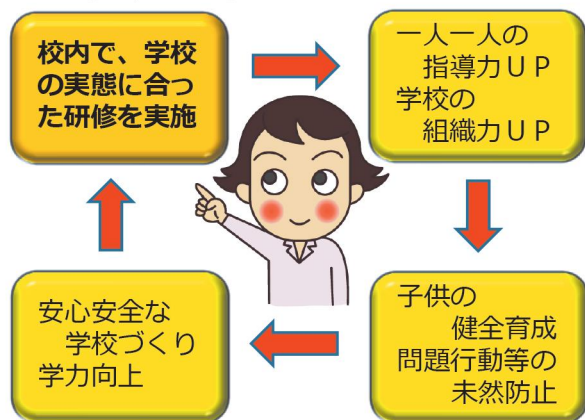 校内で、学校
の実態に合っ
た研修を実施
一人一人の
指導力ＵＰ
学校の
組織力ＵＰ
子供の
健全育成
問題行動等の
未然防止
安心安全な
学校づくり
学力向上